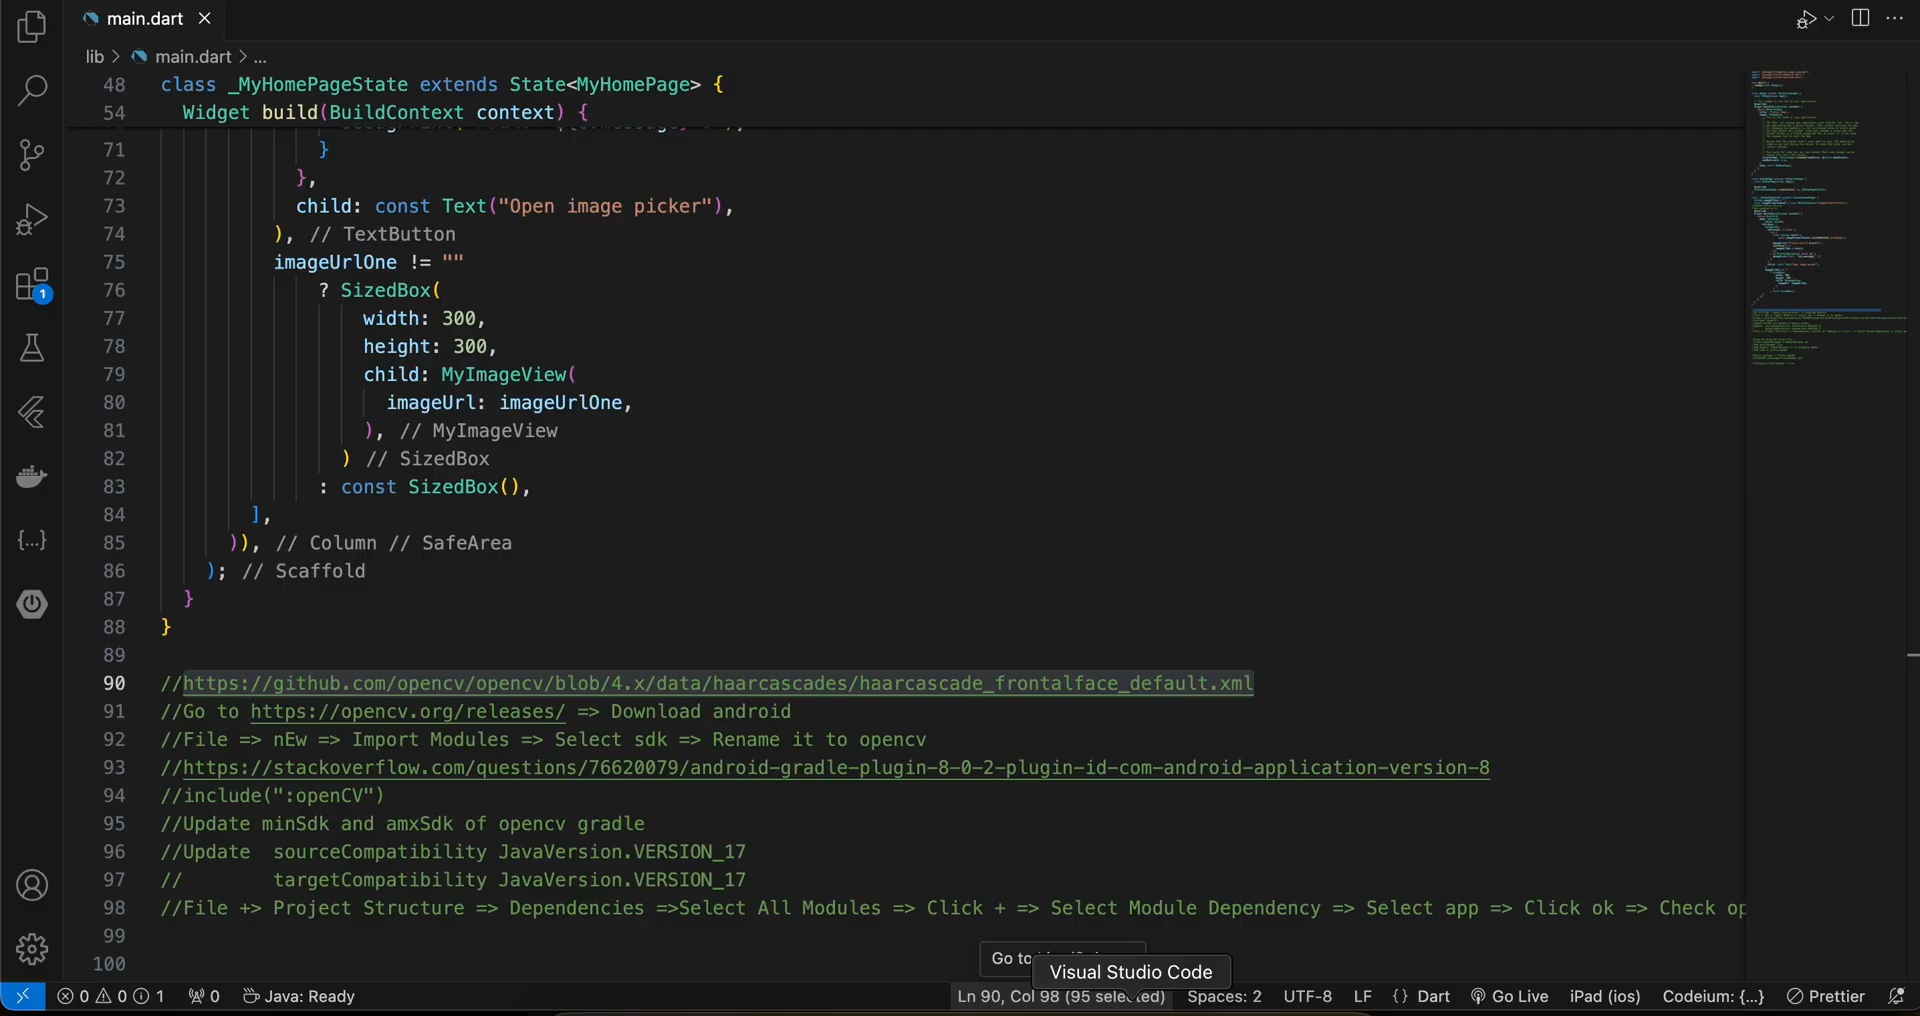 main.dart
lib > main.dart > ...
48 class _MyHomePageState extends State<MyHomePage> {
54 Widget build(BuildContext context) {
71 }
72 },
73 child: const Text("Open image picker"),
74 ), // TextButton
75 imageUrlOne != ""
76 ? SizedBox(
77 width: 300,
78 height: 300,
79 child: MyImageView(
80 imageUrl: imageUrlOne,
81 ), // MyImageView
82 ) // SizedBox
83 : const SizedBox(),
84 ],
85 )), // Column // SafeArea
86 ); // Scaffold
87 }
88 }
89
90 //https://github.com/opencv/opencv/blob/4.x/data/haarcascades/haarcascade_frontalface_default.xml
91 //Go to https://opencv.org/releases/ => Download android
92 //File => nEw => Import Modules => Select sdk => Rename it to opencv
93 //https://stackoverflow.com/questions/76620079/android-gradle-plugin-8-0-2-plugin-id-com-android-application-version-8
94 //include(":openCV")
95 //Update minSdk and amxSdk of opencv gradle
96 //Update  sourceCompatibility JavaVersion.VERSION_17
97 //        targetCompatibility JavaVersion.VERSION_17
98 //File +> Project Structure => Dependencies =>Select All Modules => Click + => Select Module Dependency => Select app => Click ok => Check op
99
100
1
Go to
Visual Studio Code
0 0 1 0 Java: Ready Ln 90, Col 98 (95 selected) Spaces: 2 UTF-8 LF {} Dart Go Live iPad (ios) Codeium: {...} Prettier